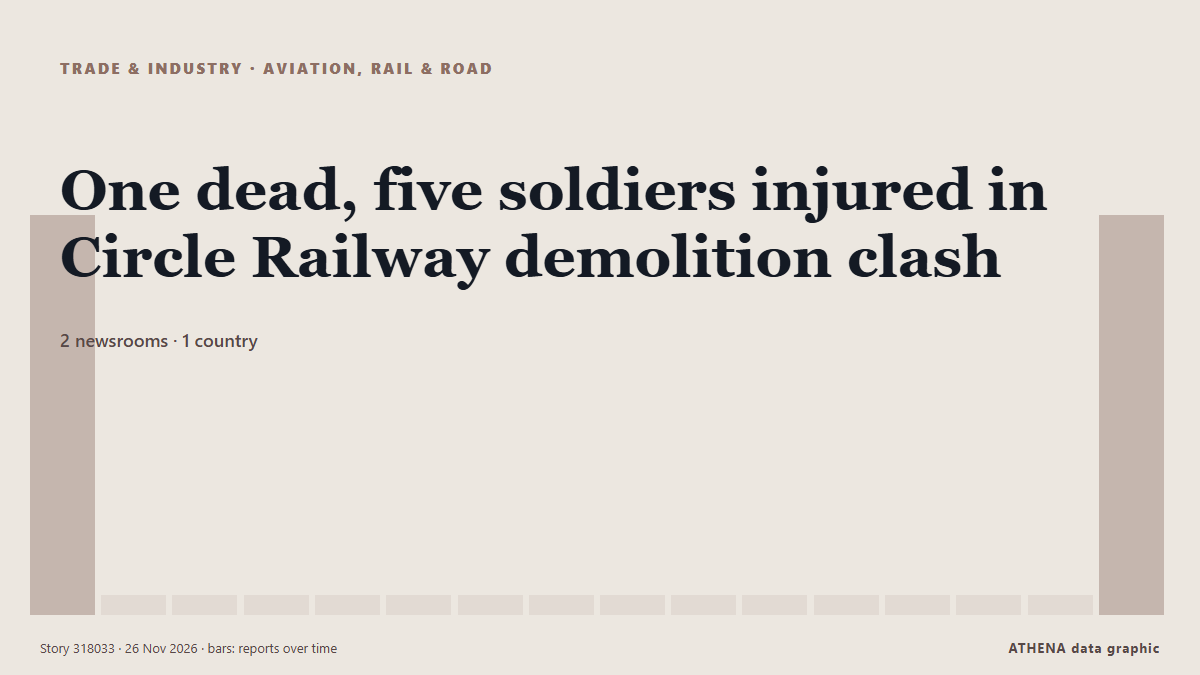 TRADE & INDUSTRY · AVIATION, RAIL & ROAD
One dead, five soldiers injured in
Circle Railway demolition clash
2 newsrooms · 1 country
Story 318033 · 26 Nov 2026 · bars: reports over time
ATHENA data graphic